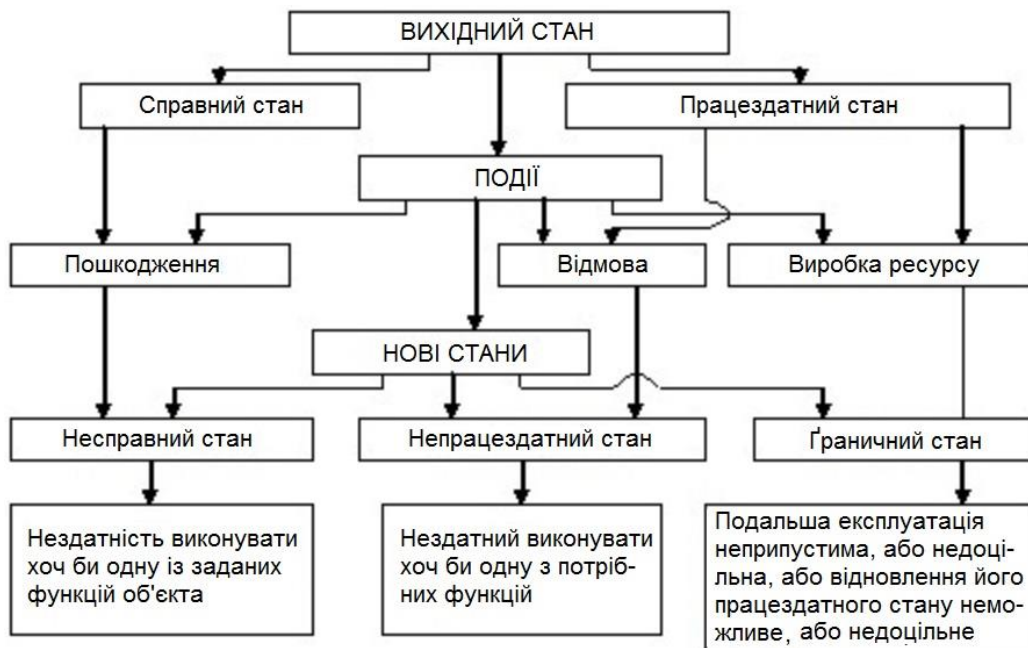 ВИХІДНИЙ СТАН
Справний стан
Працездатний стан
ПОДІЇ
Пошкодження
Відмова
Виробка ресурсу
НОВІ СТАНИ
Несправний стан
Непрацездатний стан
Ґраничний стан
Нездатність виконувати
хоч би одну із заданих
функцій об'єкта
Нездатний виконувати
хоч би одну з потріб-
них функцій
Подальша експлуатація
неприпустима, або недоці-
льна, або відновлення його
працездатного стану немо-
жливе, або недоцільне